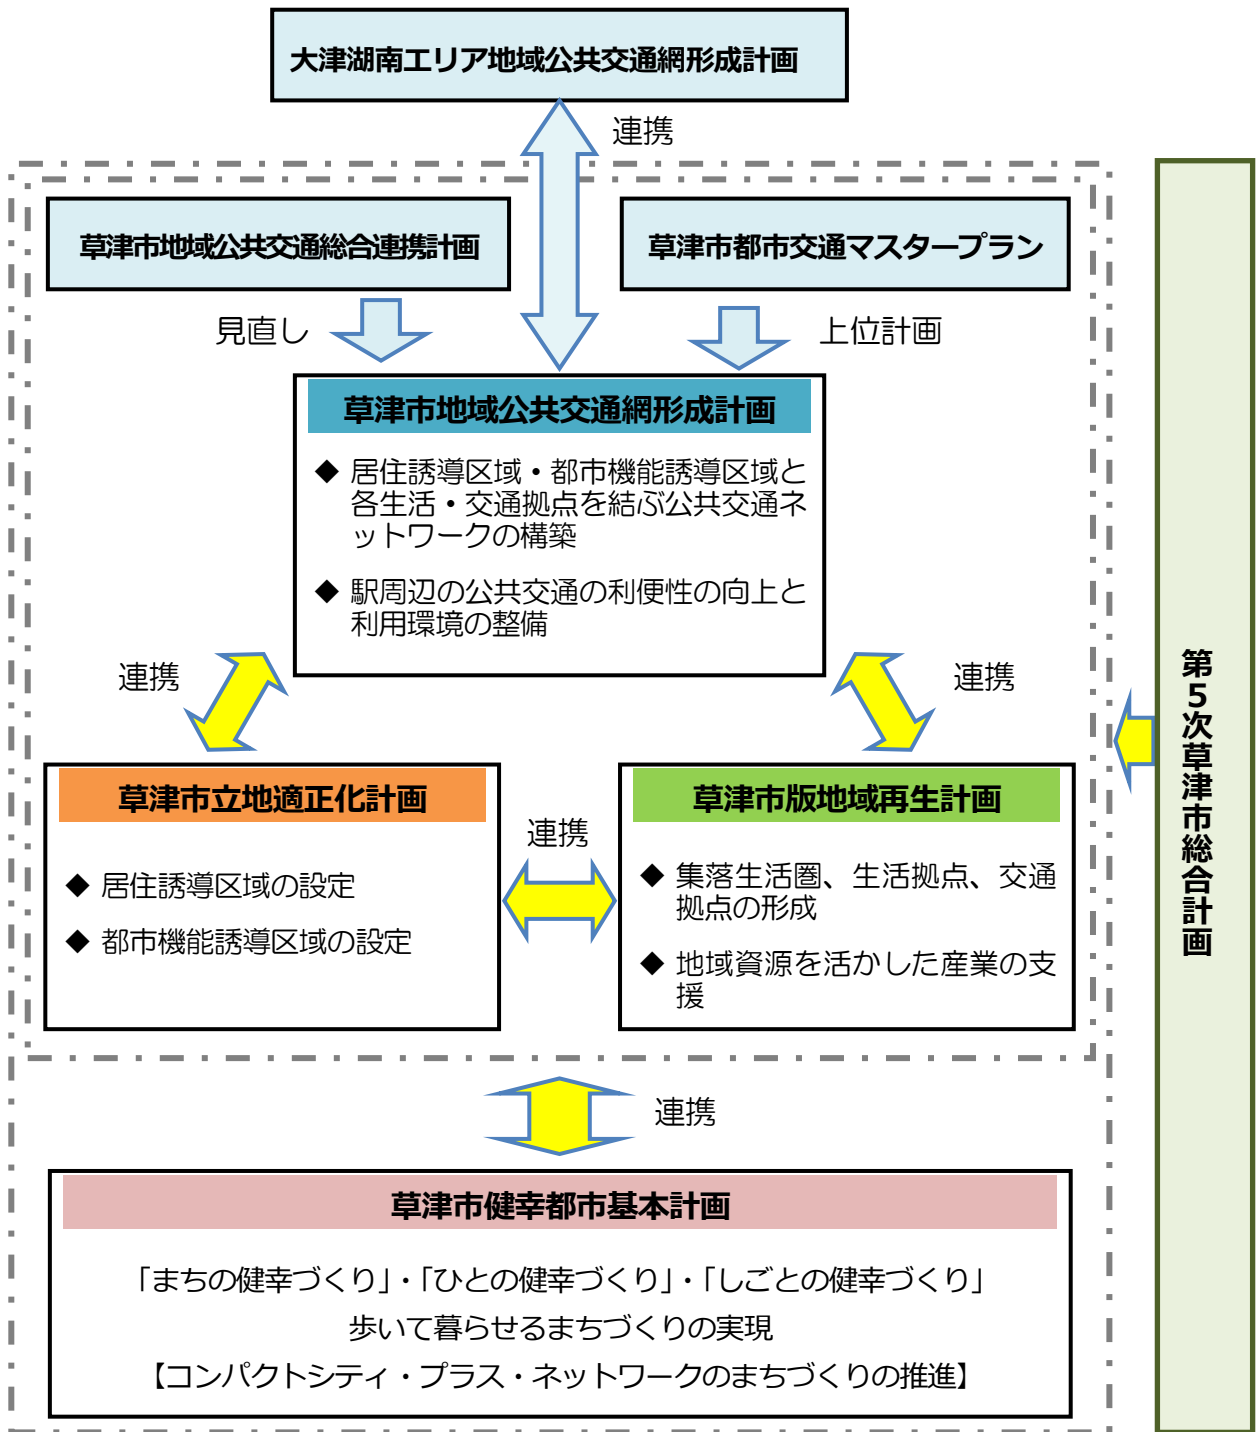 大津湖南エリア地域公共交通網形成計画
連携
草津市地域公共交通総合連携計画
草津市都市交通マスタープラン
見直し
上位計画
草津市地域公共交通網形成計画
◆ 居住誘導区域・都市機能誘導区域と
各生活・交通拠点を結ぶ公共交通ネ
ットワークの構築
◆ 駅周辺の公共交通の利便性の向上と
利用環境の整備
連携
連携
草津市立地適正化計画
◆ 居住誘導区域の設定
◆ 都市機能誘導区域の設定
連携
草津市版地域再生計画
◆ 集落生活圏、生活拠点、交通
拠点の形成
◆ 地域資源を活かした産業の支
援
連携
草津市健幸都市基本計画
「まちの健幸づくり」・「ひとの健幸づくり」・「しごとの健幸づくり」
歩いて暮らせるまちづくりの実現
【コンパクトシティ・プラス・ネットワークのまちづくりの推進】
第5次草津市総合計画